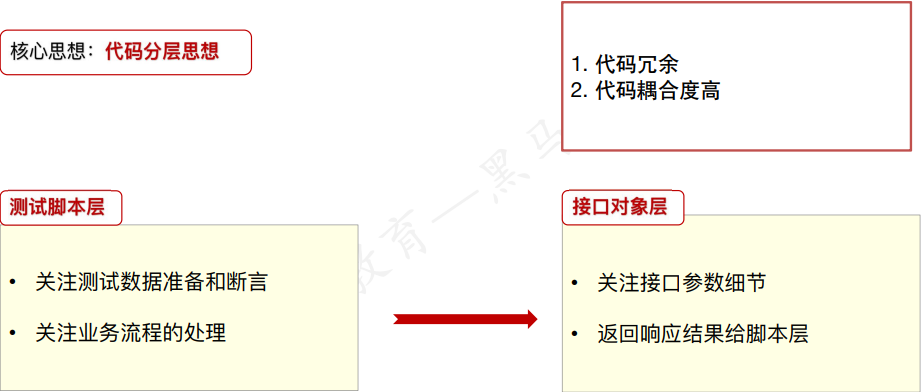 核心思想：代码分层思想
1. 代码冗余
2. 代码耦合度高
测试脚本层
• 关注测试数据准备和断言
• 关注业务流程的处理
接口对象层
• 关注接口参数细节
• 返回响应结果给脚本层
教育—黑马